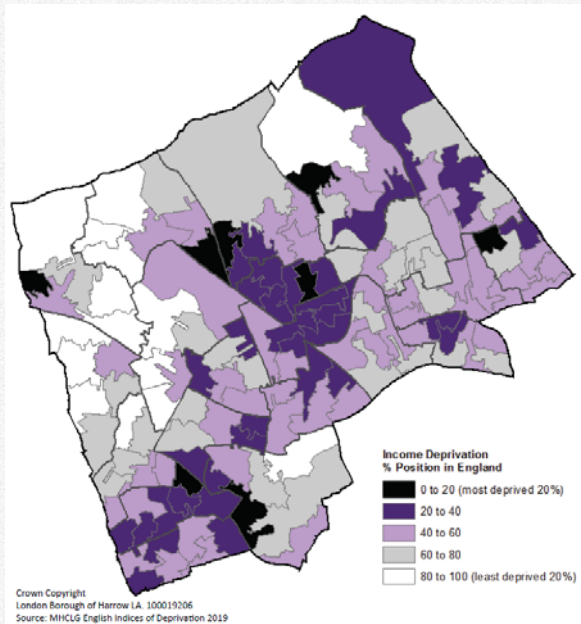 Income Deprivation
% Position in England
0 to 20 (most deprived 20%)
20 to 40
40 to 60
60 to 80
80 to 100 (least deprived 20%)
Crown Copyright
London Borough of Harrow LA. 100019206
Source: MHCLG English Indices of Deprivation 2019